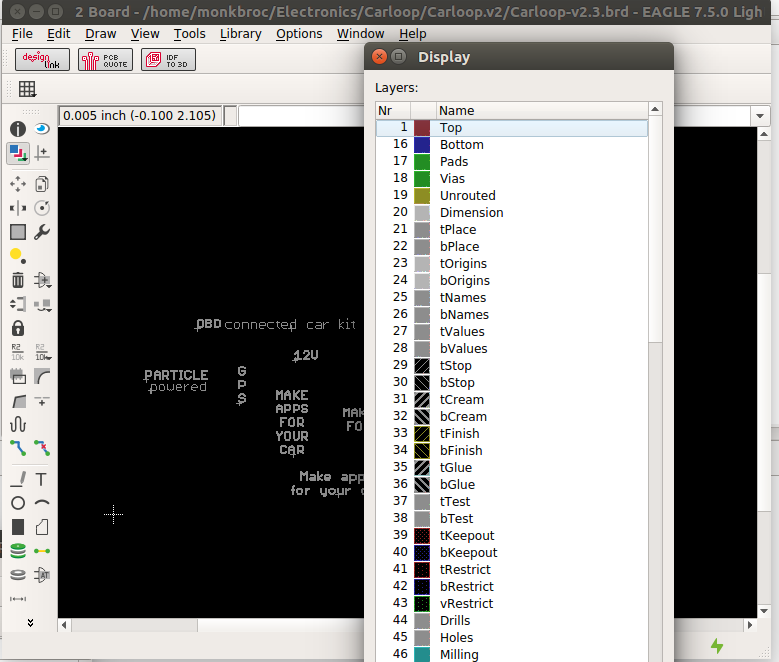 2 Board - /home/monkbroc/Electronics/Carloop/Carloop.v2/Carloop-v2.3.brd - EAGLE 7.5.0 Ligh
File Edit Draw View Tools Library Options Window Help
design link
PCB QUOTE
IDF TO 3D
0.005 inch (-0.100 2.105)
R2 10k
R2 10k
OBD connected car kit
12V
PARTICLE
powered
G
P
S
MAKE
APPS
FOR
YOUR
CAR
MAK
FO
Make app
for your c
Display
Layers:
Nr Name
1 Top
16 Bottom
17 Pads
18 Vias
19 Unrouted
20 Dimension
21 tPlace
22 bPlace
23 tOrigins
24 bOrigins
25 tNames
26 bNames
27 tValues
28 bValues
29 tStop
30 bStop
31 tCream
32 bCream
33 tFinish
34 bFinish
35 tGlue
36 bGlue
37 tTest
38 bTest
39 tKeepout
40 bKeepout
41 tRestrict
42 bRestrict
43 vRestrict
44 Drills
45 Holes
46 Milling